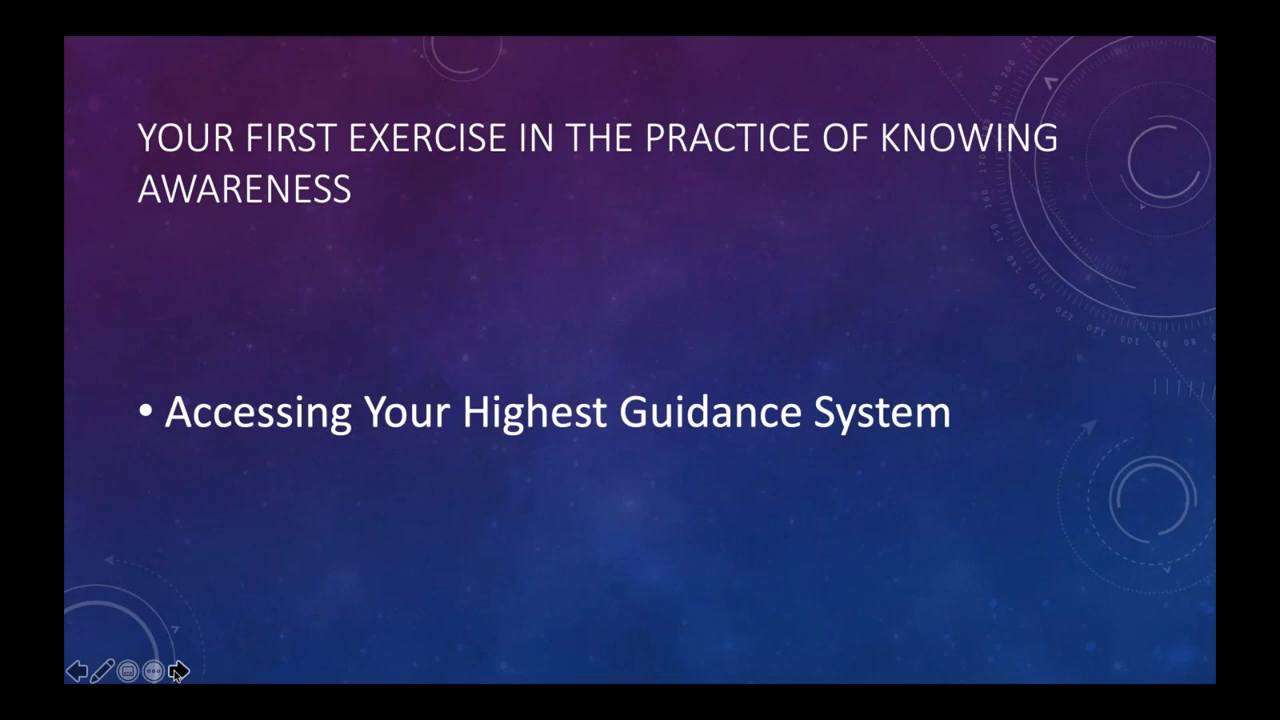 YOUR FIRST EXERCISE IN THE PRACTICE OF KNOWING
AWARENESS
• Accessing Your Highest Guidance System